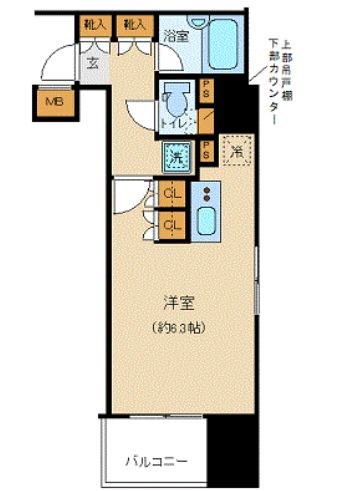 靴入
靴入
浴室
玄
MB
PS
トイレ
上部吊戸棚
下部カウンター
洗
PS
冷
CL
CL
洋室
(約6.3帖)
バルコニー